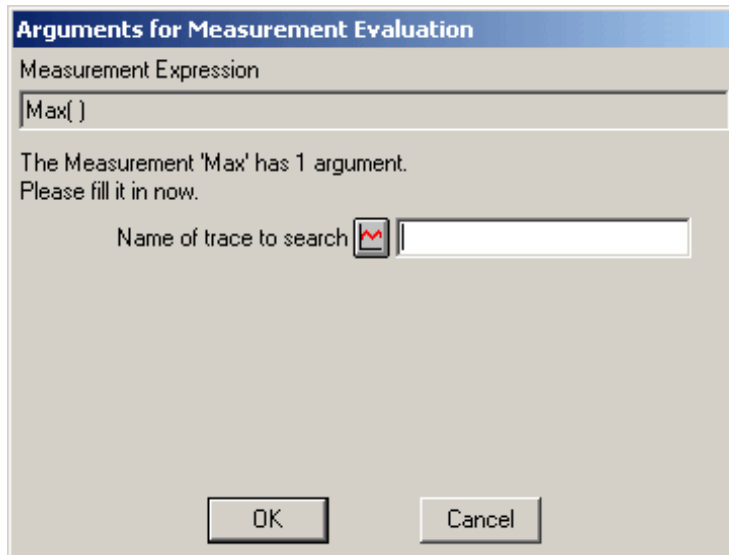 Arguments for Measurement Evaluation
Measurement Expression
Max( )
The Measurement 'Max' has 1 argument.
Please fill it in now.
Name of trace to search
OK Cancel